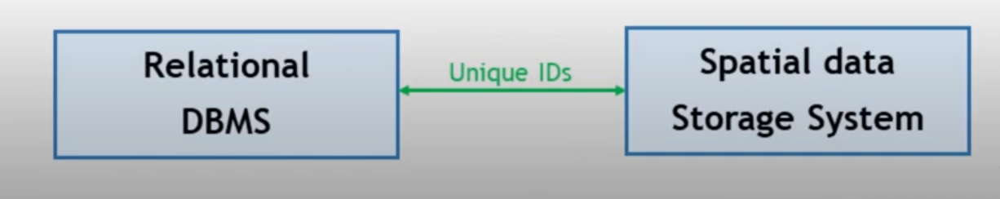 Relational
DBMS
Unique IDs
Spatial data
Storage System